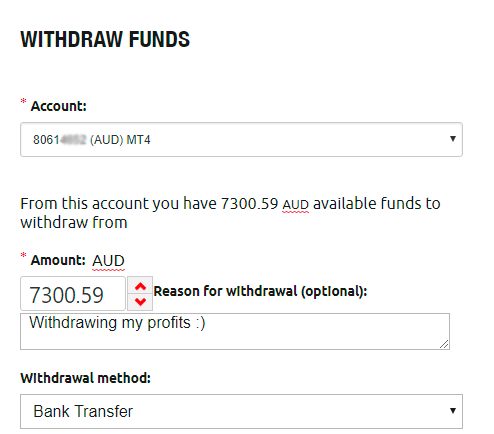 WITHDRAW FUNDS
* Account:
8061 (AUD) MT4
From this account you have 7300.59 AUD available funds to
withdraw from
* Amount: AUD
7300.59 Reason for withdrawal (optional):
Withdrawing my profits :)
Withdrawal method:
Bank Transfer